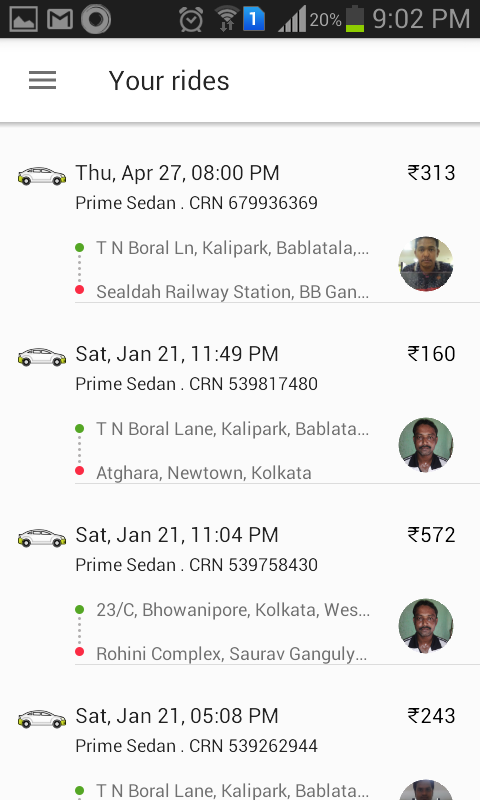 1 20% 9:02 PM
Your rides
Thu, Apr 27, 08:00 PM ₹313
Prime Sedan . CRN 679936369
T N Boral Ln, Kalipark, Bablatala,...
Sealdah Railway Station, BB Gan...
Sat, Jan 21, 11:49 PM ₹160
Prime Sedan . CRN 539817480
T N Boral Lane, Kalipark, Bablata...
Atghara, Newtown, Kolkata
Sat, Jan 21, 11:04 PM ₹572
Prime Sedan . CRN 539758430
23/C, Bhowanipore, Kolkata, Wes...
Rohini Complex, Saurav Ganguly...
Sat, Jan 21, 05:08 PM ₹243
Prime Sedan . CRN 539262944
T N Boral Lane, Kalipark, Bablata...